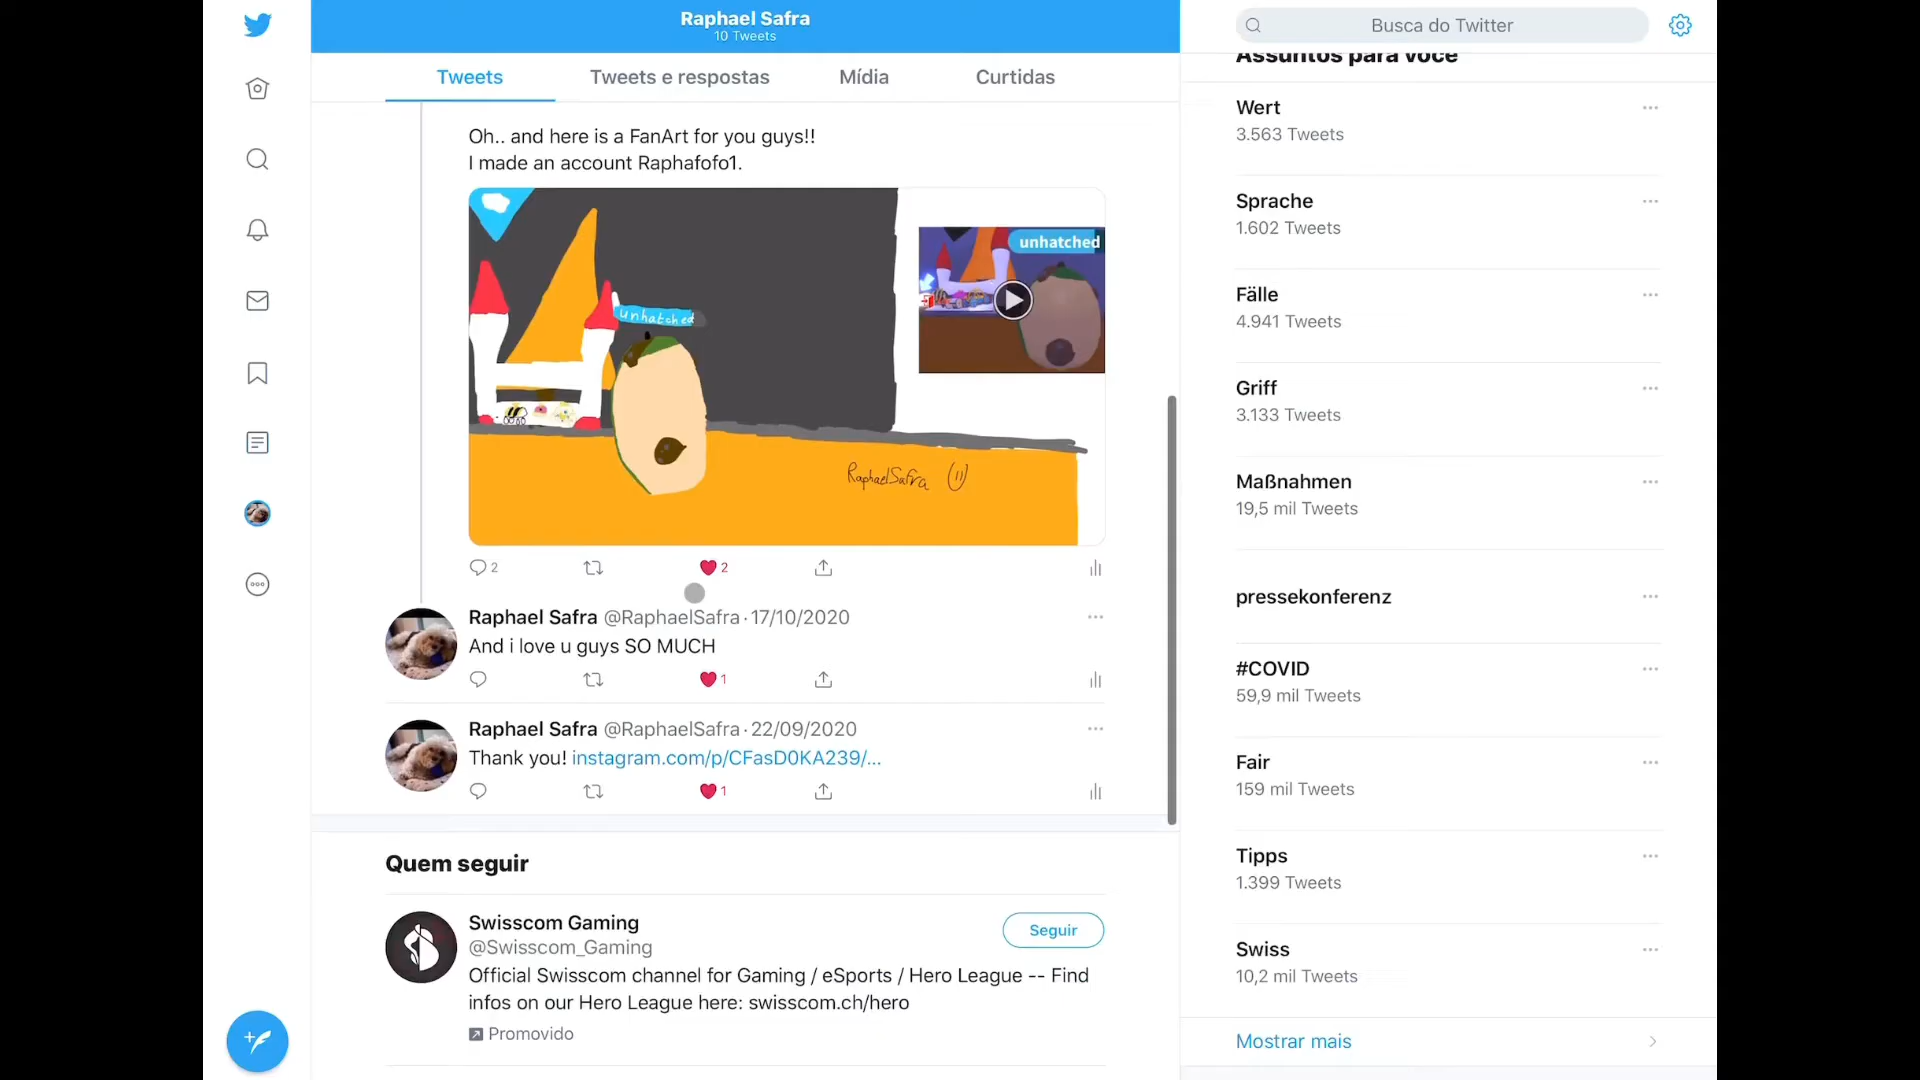 Raphael Safra
10 Tweets
Tweets
Tweets e respostas
Mídia
Curtidas
Oh.. and here is a FanArt for you guys!!
I made an account Raphafofo1.
unhatched
unhatched
RaphaelSafra
2
2
Raphael Safra @RaphaelSafra · 17/10/2020
And i love u guys SO MUCH
1
Raphael Safra @RaphaelSafra · 22/09/2020
Thank you! instagram.com/p/CFasD0KA239/...
1
Quem seguir
Swisscom Gaming
@Swisscom_Gaming
Seguir
Official Swisscom channel for Gaming / eSports / Hero League -- Find
infos on our Hero League here: swisscom.ch/hero
Promovido
Busca do Twitter
Assuntos para você
Wert
3.563 Tweets
Sprache
1.602 Tweets
Fälle
4.941 Tweets
Griff
3.133 Tweets
Maßnahmen
19,5 mil Tweets
pressekonferenz
#COVID
59,9 mil Tweets
Fair
159 mil Tweets
Tipps
1.399 Tweets
Swiss
10,2 mil Tweets
Mostrar mais